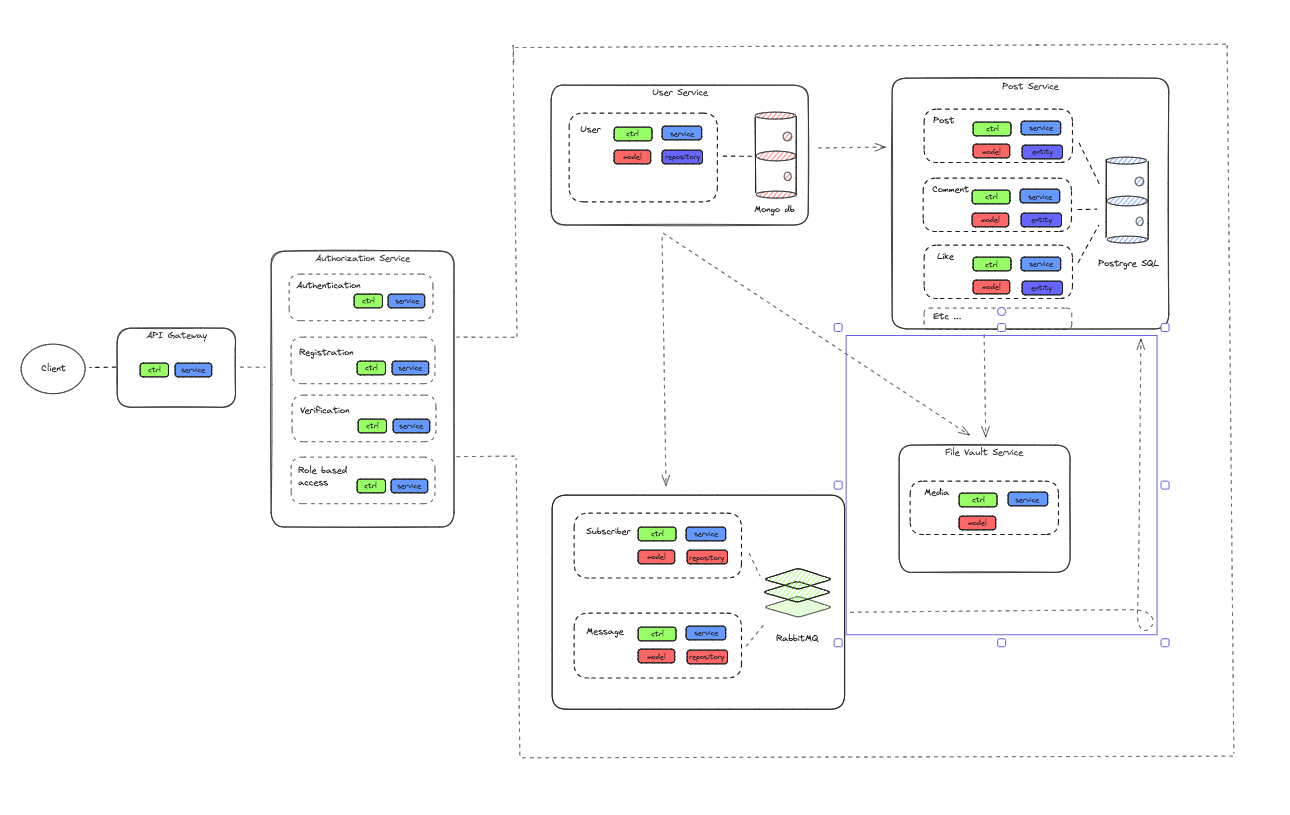 Client
API Gateway
ctrl service
Authorization Service
Authentication
ctrl service
Registration
ctrl service
Verification
ctrl service
Role based
access
ctrl service
User Service
User
ctrl service
model repository
Mongo db
Post Service
Post
ctrl service
model entity
Comment
ctrl service
model entity
Like
ctrl service
model entity
Etc ...
Postrgre SQL
Subscriber
ctrl service
model repository
Message
ctrl service
model repository
RabbitMQ
File Vault Service
Media
ctrl service
model